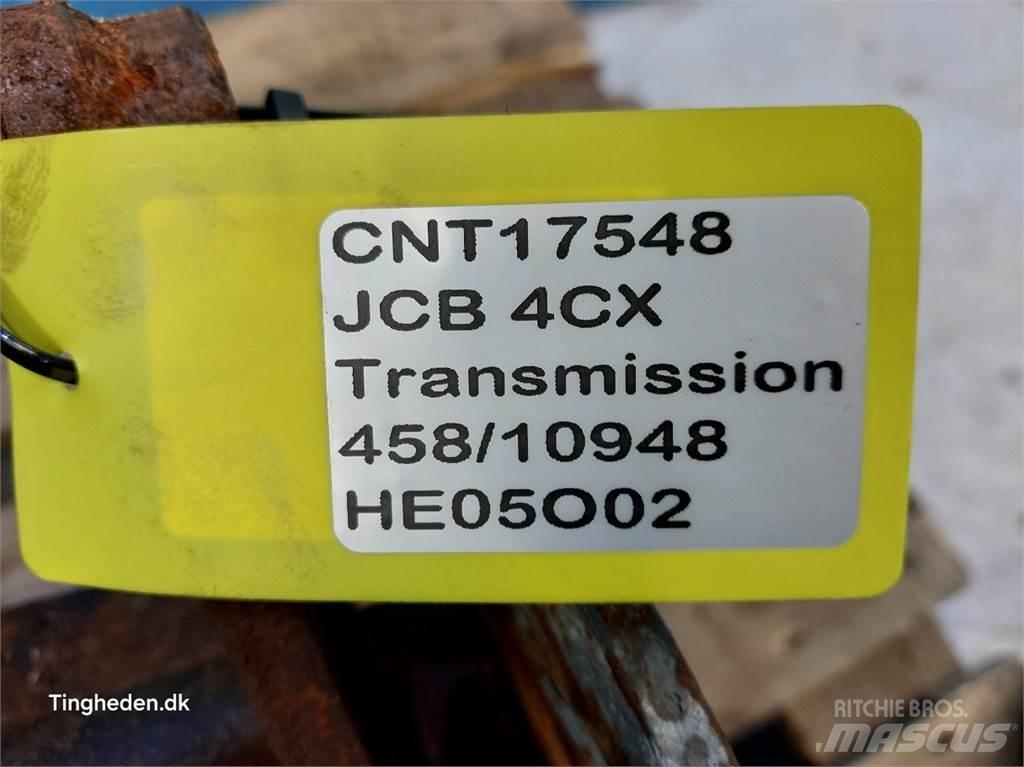 CNT17548
JCB 4CX
Transmission
458/10948
HE05O02
Tingheden.dk
RITCHIE BROS.
MASCUS